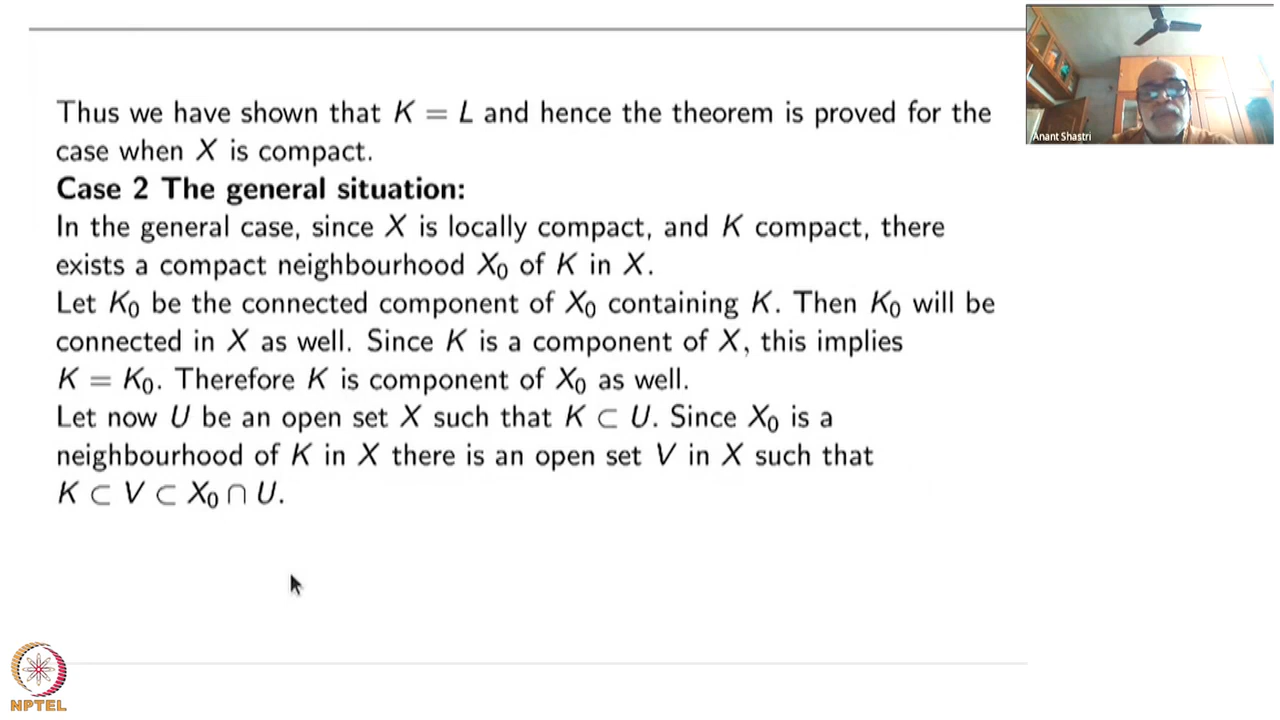 Thus we have shown that K = L and hence the theorem is proved for the
case when X is compact.
Case 2 The general situation:
In the general case, since X is locally compact, and K compact, there
exists a compact neighbourhood X₀ of K in X.
Let K₀ be the connected component of X₀ containing K. Then K₀ will be
connected in X as well. Since K is a component of X, this implies
K = K₀. Therefore K is component of X₀ as well.
Let now U be an open set X such that K ⊂ U. Since X₀ is a
neighbourhood of K in X there is an open set V in X such that
K ⊂ V ⊂ X₀ ∩ U.
Anant Shastri
NPTEL